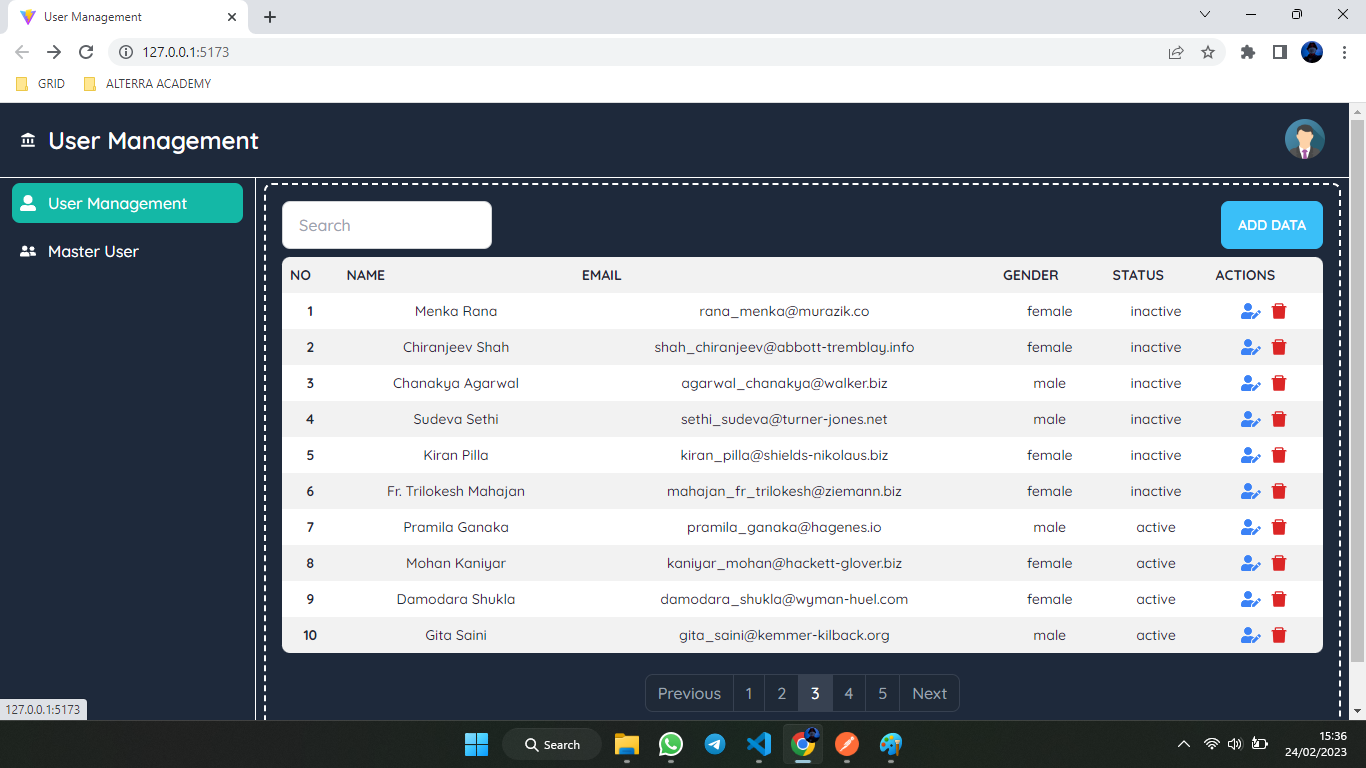 User Management
127.0.0.1:5173
GRID ALTERRA ACADEMY
User Management
User Management
Master User
Search ADD DATA
NO NAME EMAIL GENDER STATUS ACTIONS
1 Menka Rana rana_menka@murazik.co female inactive
2 Chiranjeev Shah shah_chiranjeev@abbott-tremblay.info female inactive
3 Chanakya Agarwal agarwal_chanakya@walker.biz male inactive
4 Sudeva Sethi sethi_sudeva@turner-jones.net male inactive
5 Kiran Pilla kiran_pilla@shields-nikolaus.biz female inactive
6 Fr. Trilokesh Mahajan mahajan_fr_trilokesh@ziemann.biz female inactive
7 Pramila Ganaka pramila_ganaka@hagenes.io male active
8 Mohan Kaniyar kaniyar_mohan@hackett-glover.biz female active
9 Damodara Shukla damodara_shukla@wyman-huel.com female active
10 Gita Saini gita_saini@kemmer-kilback.org male active
Previous 1 2 3 4 5 Next
127.0.0.1:5173
Search
15:36
24/02/2023